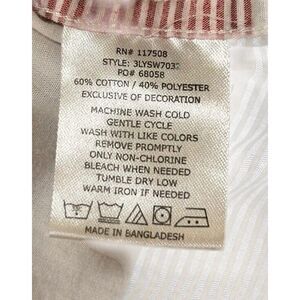 RN# 117508
STYLE: 3LYSW703
PO# 68058
60% COTTON / 40% POLYESTER
EXCLUSIVE OF DECORATION
MACHINE WASH COLD
GENTLE CYCLE
WASH WITH LIKE COLORS
REMOVE PROMPTLY
ONLY NON-CHLORINE
BLEACH WHEN NEEDED
TUMBLE DRY LOW
WARM IRON IF NEEDED
MADE IN BANGLADESH